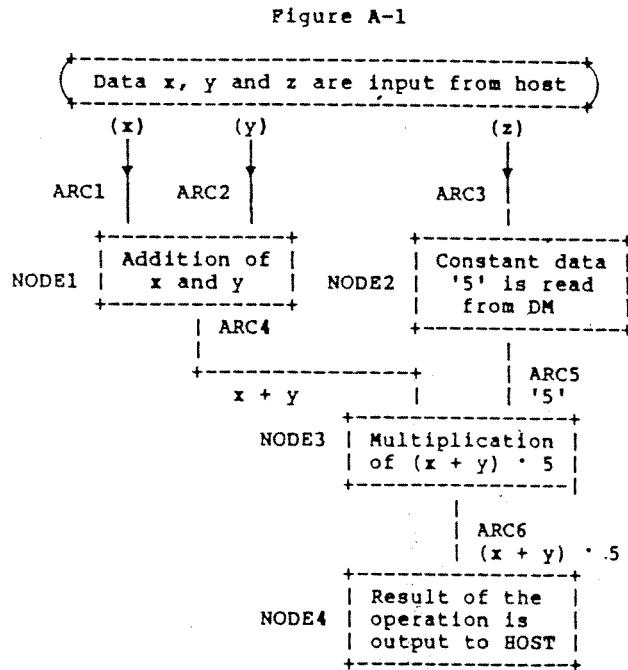 Figure A-1
Data x, y and z are input from host
(x) (y) (z)
ARC1 ARC2 ARC3
NODE1 Addition of x and y
NODE2 Constant data '5' is read from DM
ARC4
x + y
ARC5
'5'
NODE3 Multiplication of (x + y) · 5
ARC6
(x + y) · 5
NODE4 Result of the operation is output to HOST